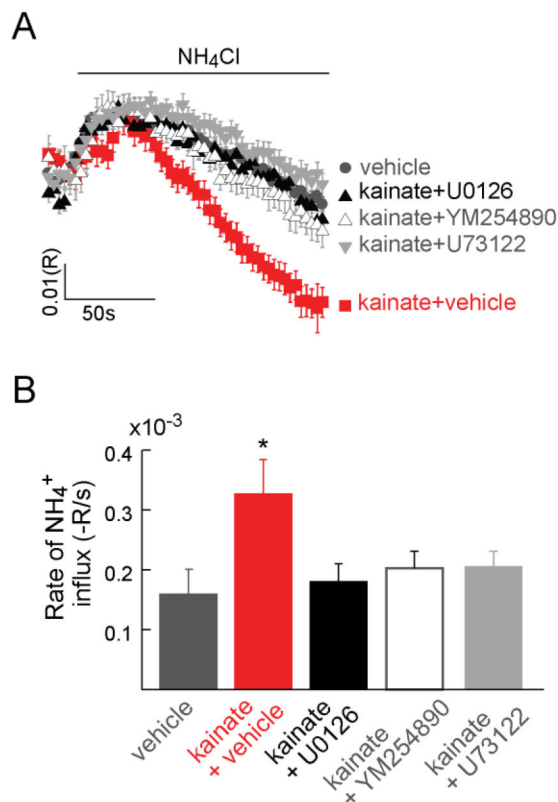 A
NH₄Cl
vehicle
kainate+U0126
kainate+YM254890
kainate+U73122
kainate+vehicle
0.01(R)
50s
B
x10⁻³
Rate of NH₄⁺
influx (-R/s)
0.4
0.3
0.2
0.1
*
vehicle
kainate
+ vehicle
kainate
+ U0126
kainate
+ YM254890
kainate
+ U73122